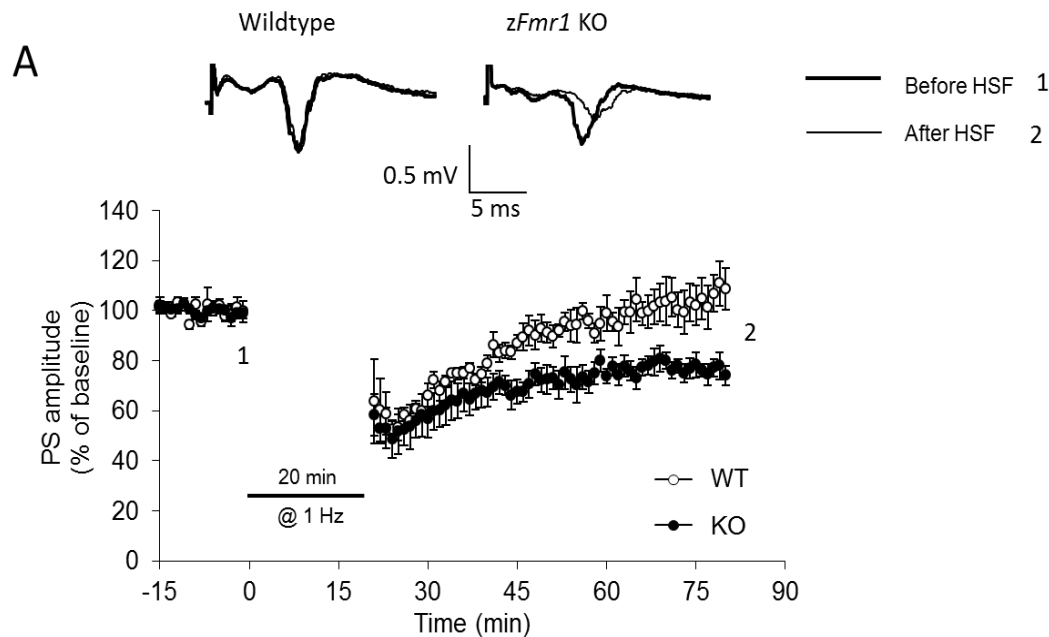 A
Wildtype
zFmr1 KO
Before HSF 1
After HSF 2
0.5 mV
5 ms
PS amplitude
(% of baseline)
140
120
100
80
60
40
20
0
1
2
20 min
@ 1 Hz
WT
KO
-15 0 15 30 45 60 75 90
Time (min)